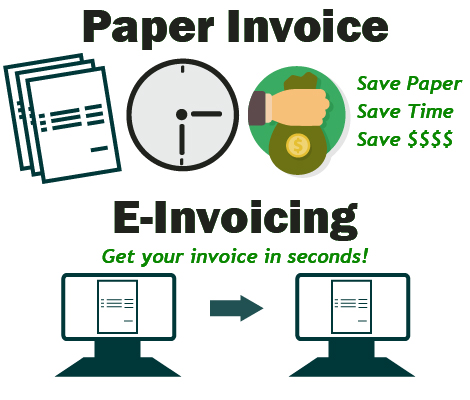 Paper Invoice
Save Paper
Save Time
Save $$$$
$
E-Invoicing
Get your invoice in seconds!